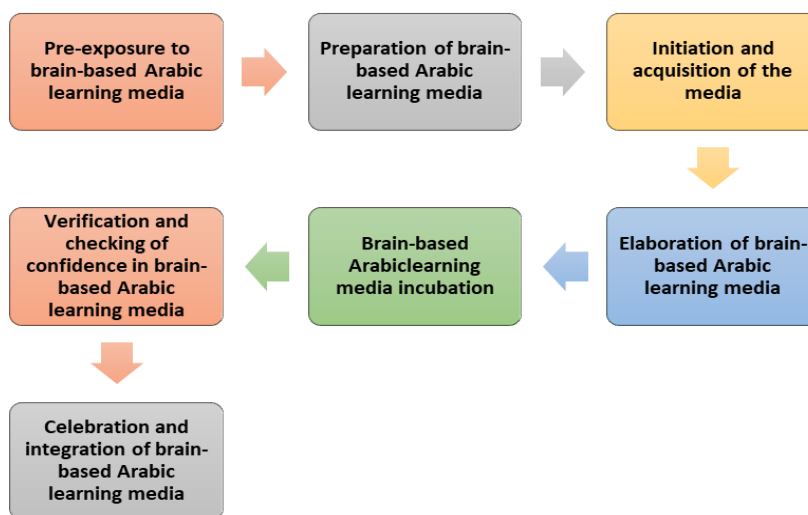 Pre-exposure to
brain-based Arabic
learning media
Preparation of brain-
based Arabic
learning media
Initiation and
acquisition of the
media
Elaboration of brain-
based Arabic
learning media
Brain-based
Arabiclearning
media incubation
Verification and
checking of
confidence in brain-
based Arabic
learning media
Celebration and
integration of brain-
based Arabic
learning media